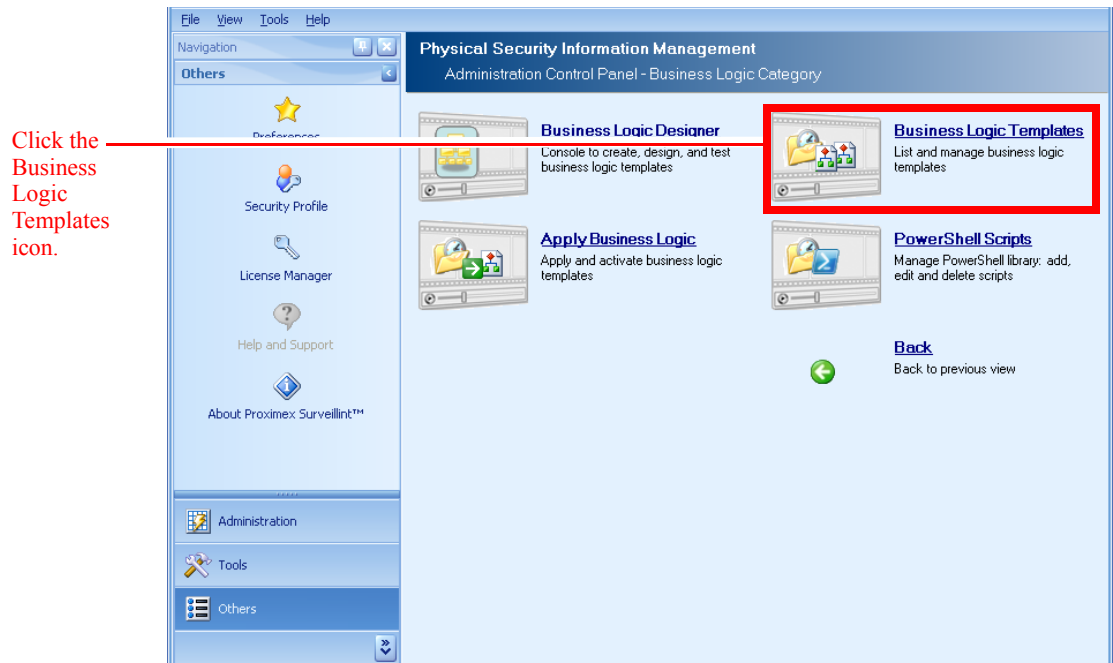 File View Tools Help
Navigation
Others
Preferences
Security Profile
License Manager
Help and Support
About Proximex Surveillint™
Administration
Tools
Others
Physical Security Information Management
Administration Control Panel - Business Logic Category
Business Logic Designer
Console to create, design, and test
business logic templates
Business Logic Templates
List and manage business logic
templates
Apply Business Logic
Apply and activate business logic
templates
PowerShell Scripts
Manage PowerShell library: add,
edit and delete scripts
Back
Back to previous view
Click the
Business
Logic
Templates
icon.